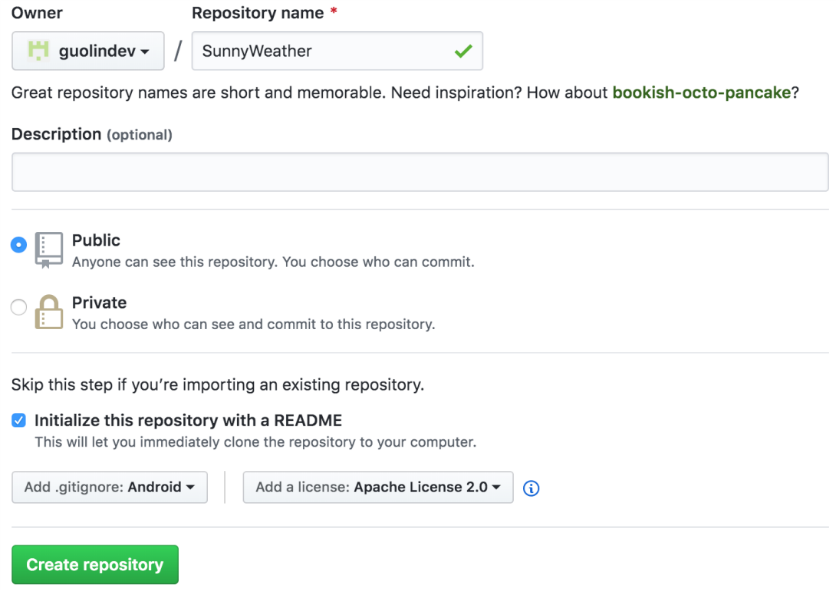 Owner Repository name *
guolindev / SunnyWeather
Great repository names are short and memorable. Need inspiration? How about bookish-octo-pancake?
Description (optional)
Public
Anyone can see this repository. You choose who can commit.
Private
You choose who can see and commit to this repository.
Skip this step if you’re importing an existing repository.
Initialize this repository with a README
This will let you immediately clone the repository to your computer.
Add .gitignore: Android Add a license: Apache License 2.0
Create repository